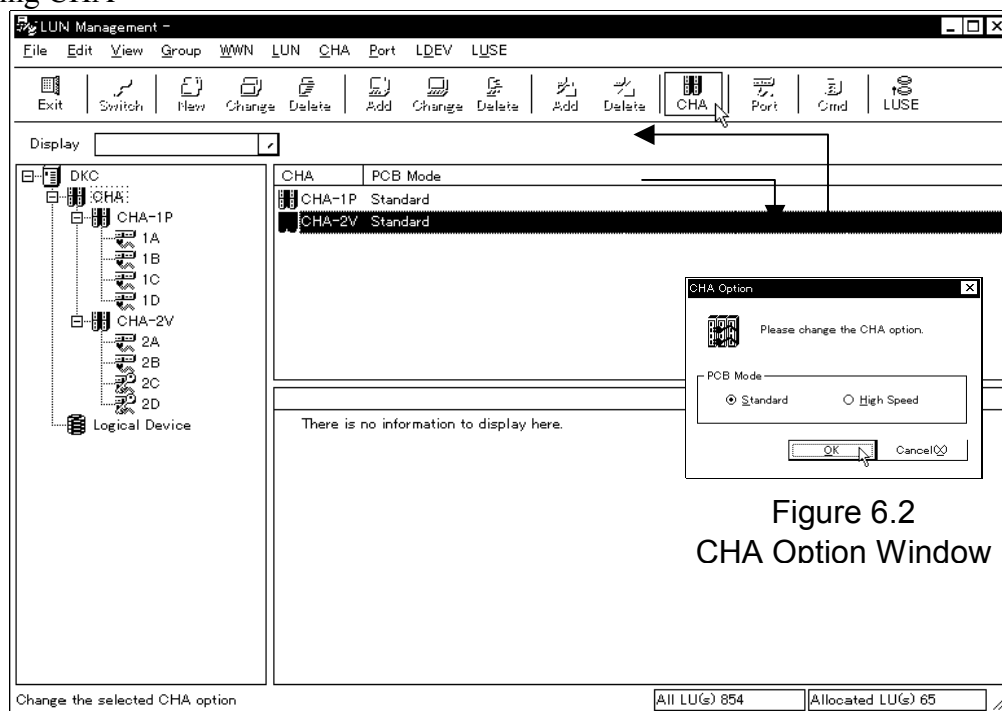 CHA
LUN Management -
File Edit View Group WWN LUN CHA Port LDEV LUSE
Exit Switch New Change Delete Add Change Delete Add Delete CHA Port Cmd LUSE
Display
DKC
CHA
CHA-1P
1A
1B
1C
1D
CHA-2V
2A
2B
2C
2D
Logical Device
CHA PCB Mode
CHA-1P Standard
CHA-2V Standard
There is no information to display here.
CHA Option
Please change the CHA option.
PCB Mode
Standard High Speed
OK Cancel(X)
Figure 6.2
CHA Option Window
Change the selected CHA option
All LU(s) 854
Allocated LU(s) 65